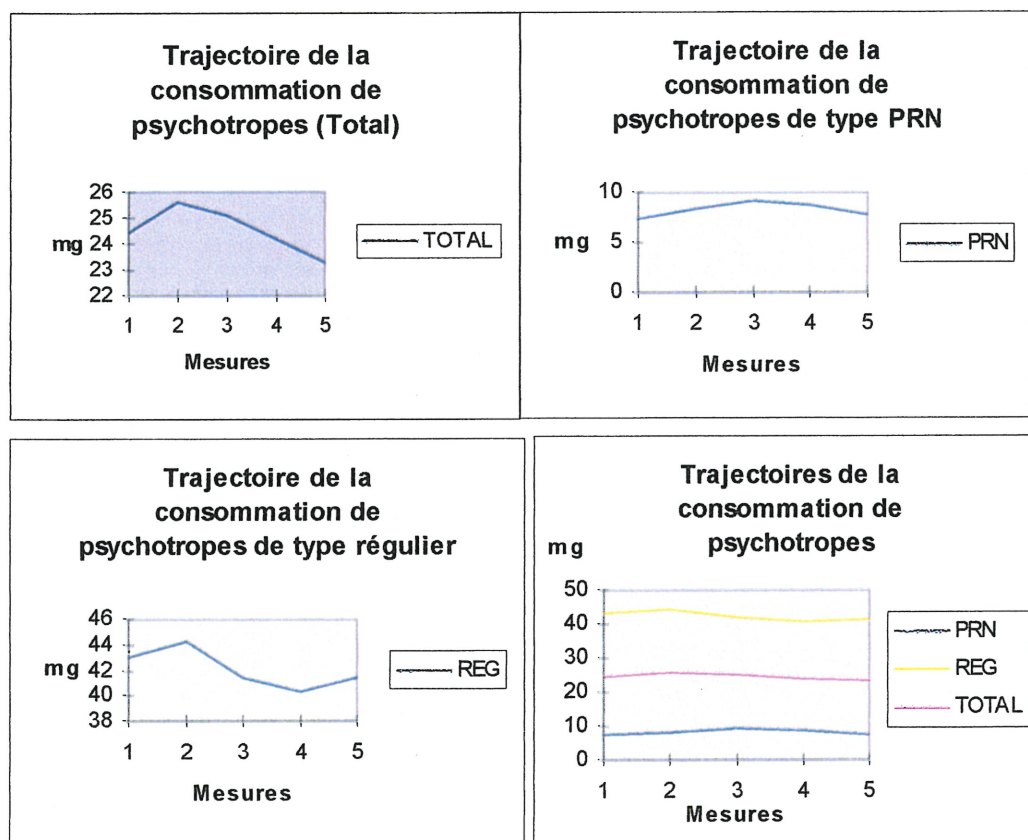 Trajectoire de la
consommation de
psychotropes (Total)
26
25
24
23
22
mg
1 2 3 4 5
Mesures
TOTAL
Trajectoire de la
consommation de
psychotropes de type PRN
10
5
0
mg
1 2 3 4 5
Mesures
PRN
Trajectoire de la
consommation de
psychotropes de type régulier
46
44
42
40
38
mg
1 2 3 4 5
Mesures
REG
Trajectoires de la
consommation de
psychotropes
mg
50
40
30
20
10
0
1 2 3 4 5
Mesures
PRN
REG
TOTAL